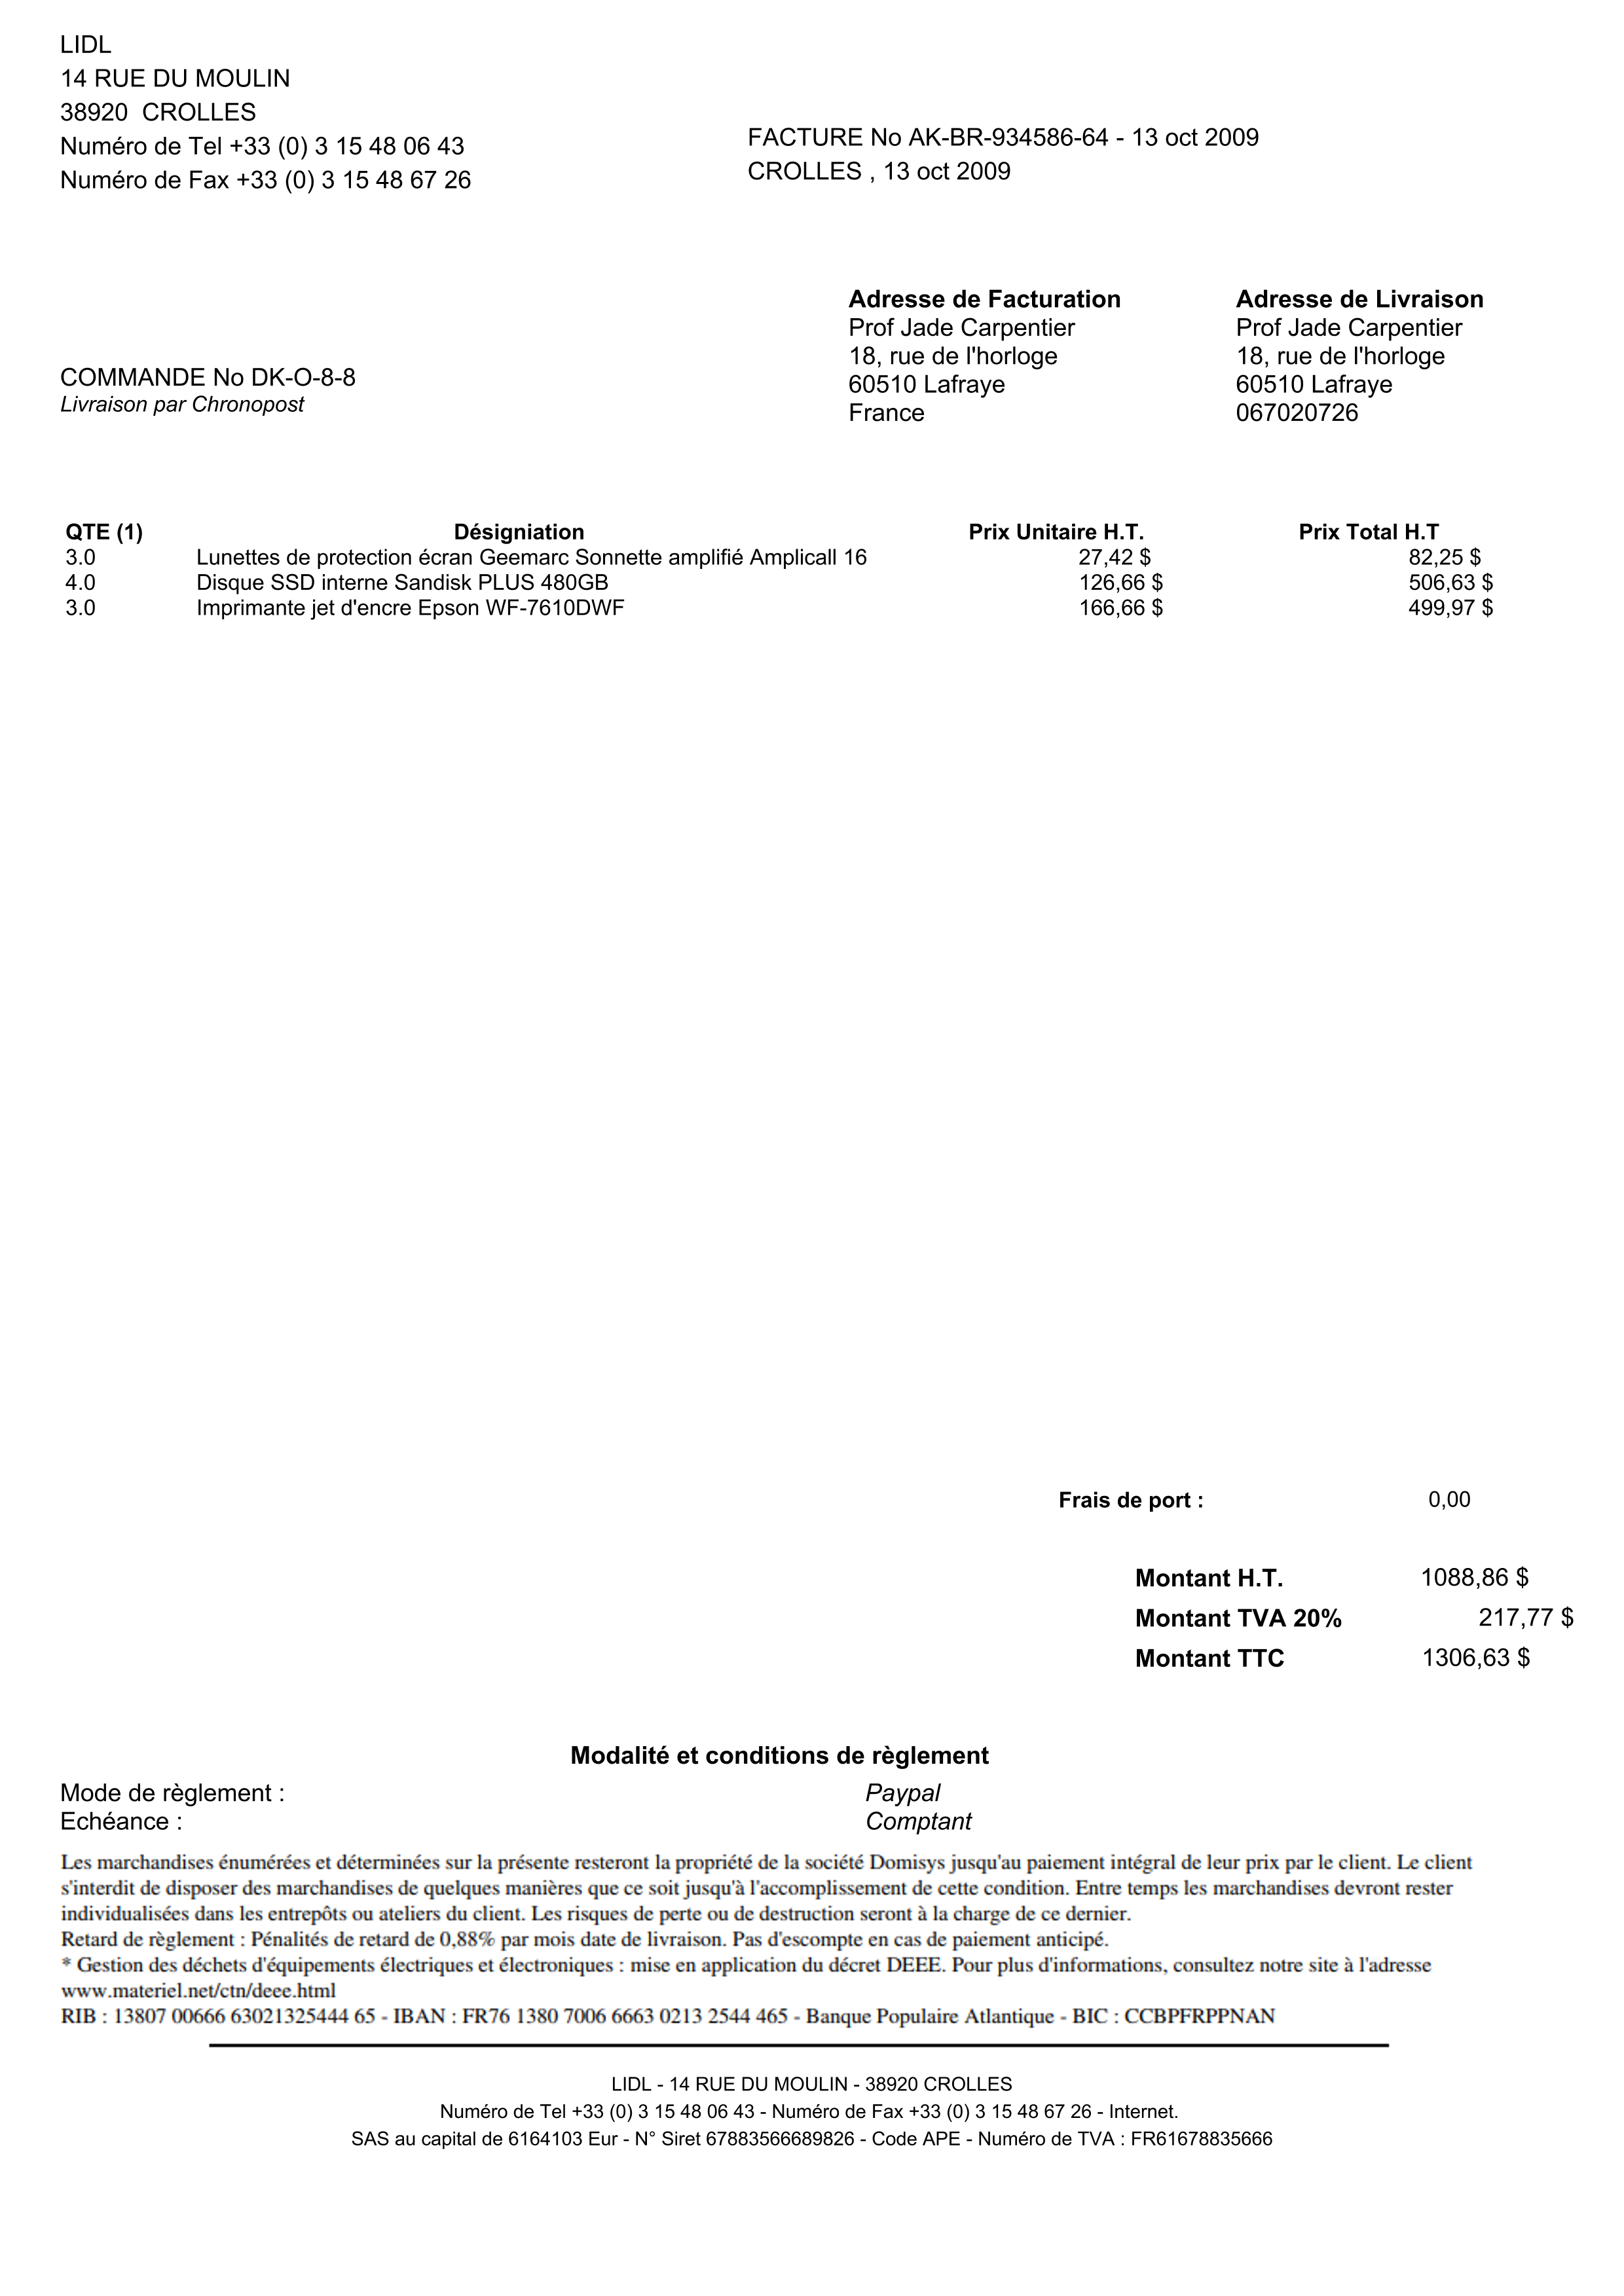 LIDL
14 RUE DU MOULIN
38920 CROLLES
Numéro de Tel +33 (0) 3 15 48 06 43
Numéro de Fax +33 (0) 3 15 48 67 26
FACTURE No AK-BR-934586-64 - 13 oct 2009
CROLLES , 13 oct 2009
COMMANDE No DK-O-8-8
Livraison par Chronopost
Adresse de Facturation
Prof Jade Carpentier
18, rue de l'horloge
60510 Lafraye
France
Adresse de Livraison
Prof Jade Carpentier
18, rue de l'horloge
60510 Lafraye
067020726
QTE (1) Désigniation Prix Unitaire H.T. Prix Total H.T
3.0 Lunettes de protection écran Geemarc Sonnette amplifié Amplicall 16 27,42 $ 82,25 $
4.0 Disque SSD interne Sandisk PLUS 480GB 126,66 $ 506,63 $
3.0 Imprimante jet d'encre Epson WF-7610DWF 166,66 $ 499,97 $
Frais de port : 0,00
Montant H.T. 1088,86 $
Montant TVA 20% 217,77 $
Montant TTC 1306,63 $
Modalité et conditions de règlement
Mode de règlement : Paypal
Echéance : Comptant
Les marchandises énumérées et déterminées sur la présente resteront la propriété de la société Domisys jusqu'au paiement intégral de leur prix par le client. Le client
s'interdit de disposer des marchandises de quelques manières que ce soit jusqu'à l'accomplissement de cette condition. Entre temps les marchandises devront rester
individualisées dans les entrepôts ou ateliers du client. Les risques de perte ou de destruction seront à la charge de ce dernier.
Retard de règlement : Pénalités de retard de 0,88% par mois date de livraison. Pas d'escompte en cas de paiement anticipé.
* Gestion des déchets d'équipements électriques et électroniques : mise en application du décret DEEE. Pour plus d'informations, consultez notre site à l'adresse
www.materiel.net/ctn/deee.html
RIB : 13807 00666 63021325444 65 - IBAN : FR76 1380 7006 6663 0213 2544 465 - Banque Populaire Atlantique - BIC : CCBPFRPPNAN
LIDL - 14 RUE DU MOULIN - 38920 CROLLES
Numéro de Tel +33 (0) 3 15 48 06 43 - Numéro de Fax +33 (0) 3 15 48 67 26 - Internet.
SAS au capital de 6164103 Eur - N° Siret 67883566689826 - Code APE - Numéro de TVA : FR61678835666